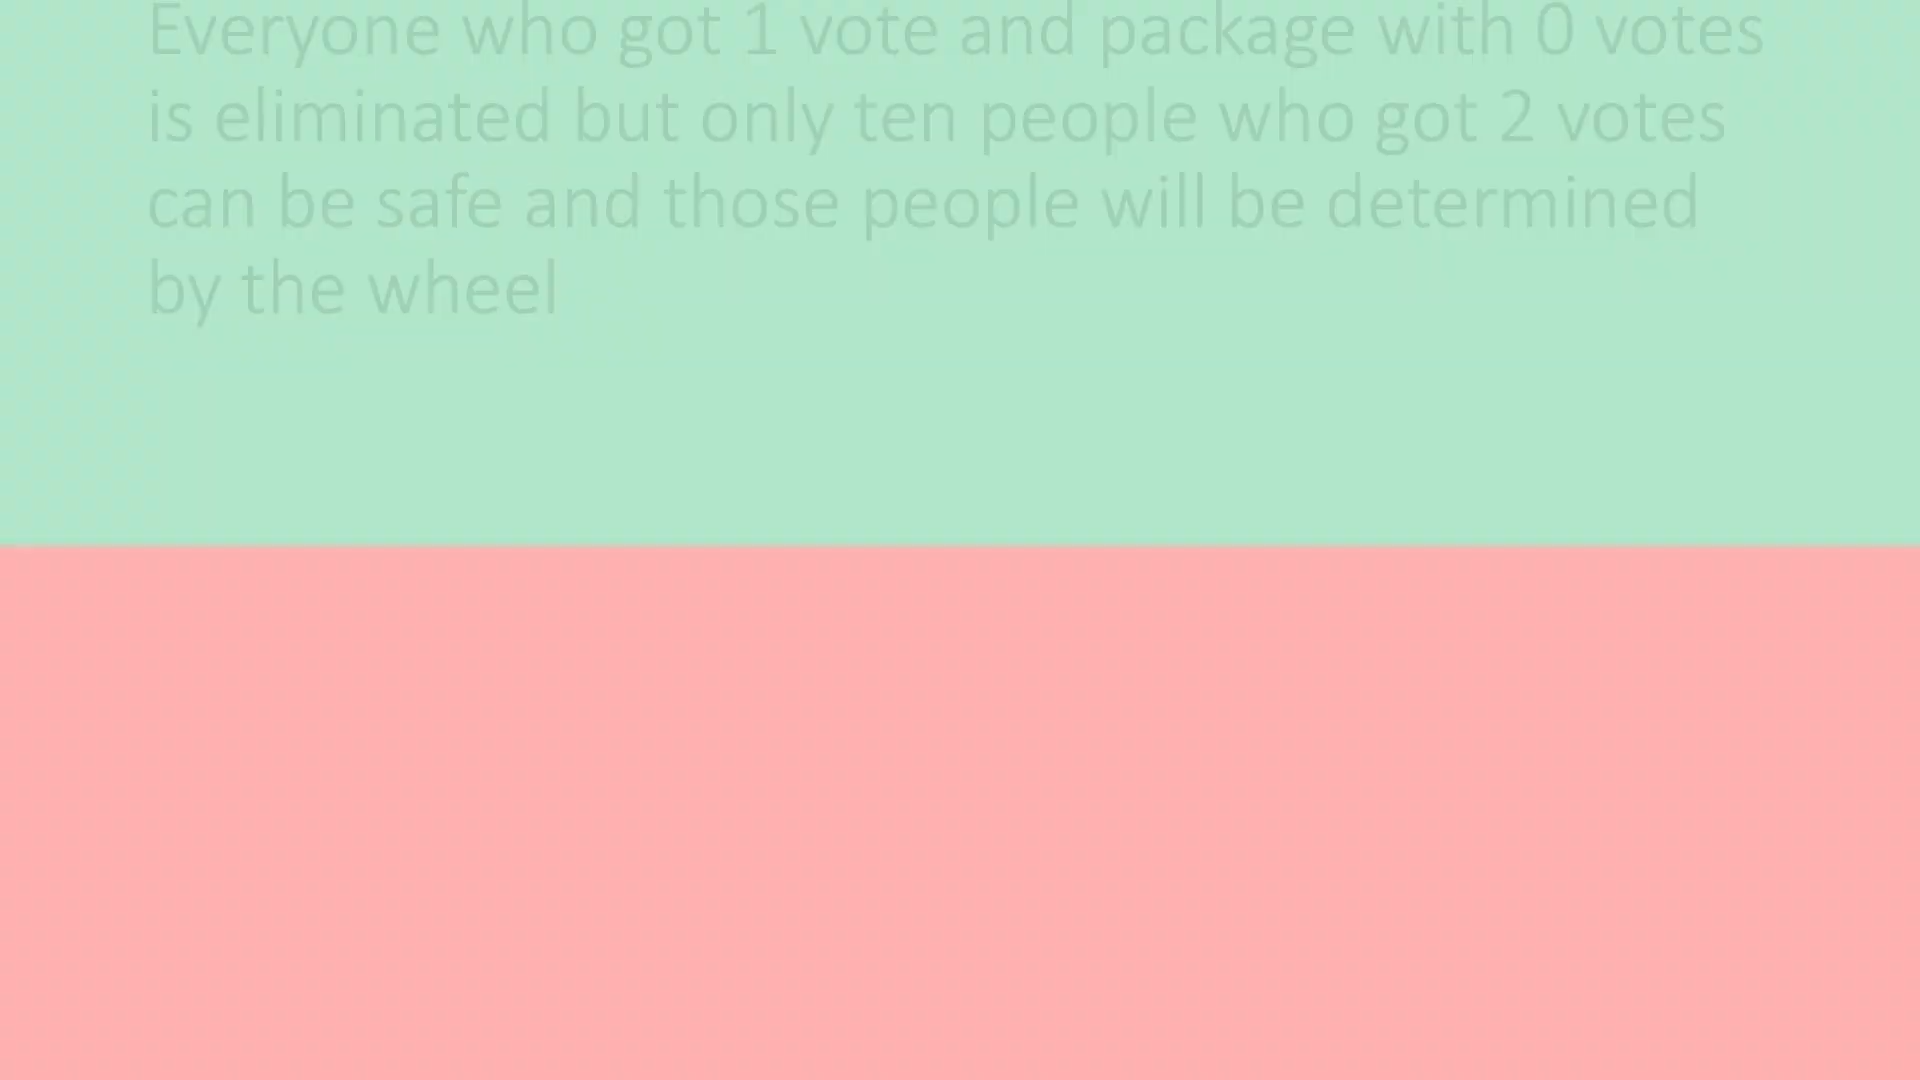 Everyone who got 1 vote and package with 0 votes
is eliminated but only ten people who got 2 votes
can be safe and those people will be determined
by the wheel